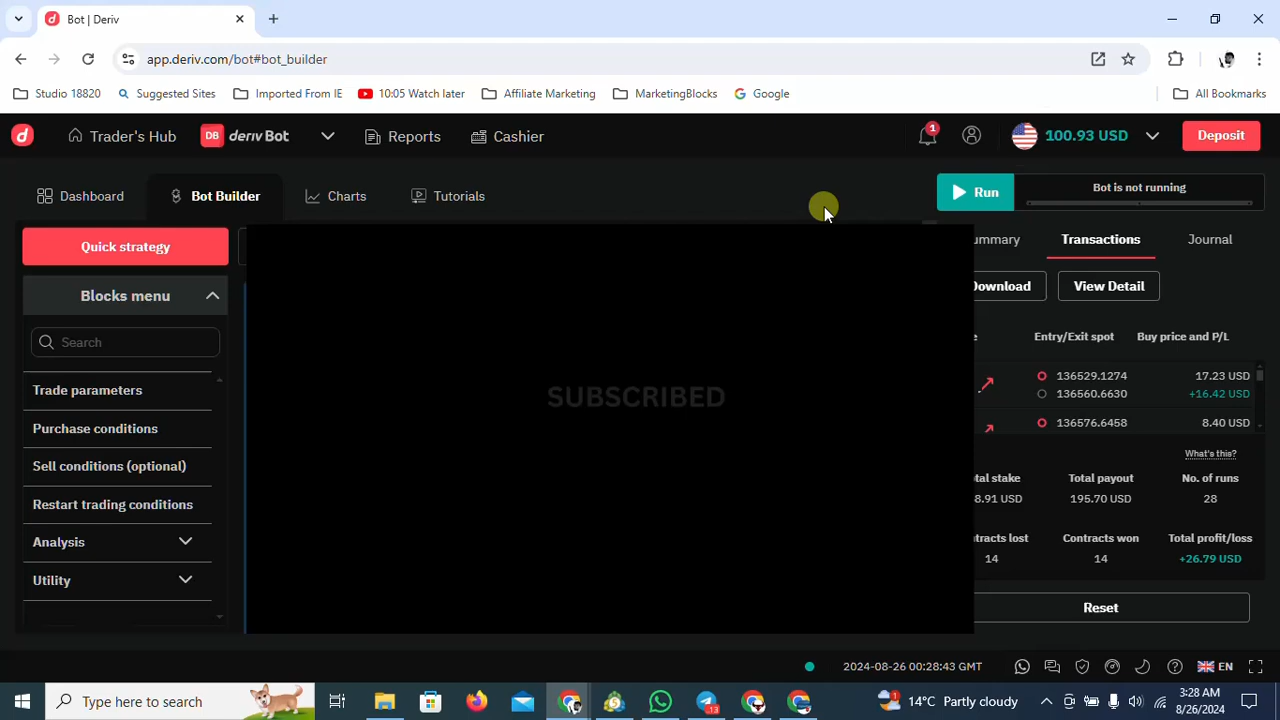 Bot | Deriv
app.deriv.com/bot#bot_builder
Studio 18820 Suggested Sites Imported From IE 10:05 Watch later Affiliate Marketing MarketingBlocks Google All Bookmarks
Trader's Hub DB deriv Bot Reports Cashier 1 100.93 USD Deposit
Dashboard Bot Builder Charts Tutorials Run Bot is not running
Quick strategy ummary Transactions Journal
Blocks menu ownload View Detail
Search e Entry/Exit spot Buy price and P/L
Trade parameters 136529.1274 17.23 USD
136560.6630 +16.42 USD
SUBSCRIBED
Purchase conditions 136576.6458 8.40 USD
What's this?
Sell conditions (optional) tal stake Total payout No. of runs
Restart trading conditions 8.91 USD 195.70 USD 28
Analysis tracts lost Contracts won Total profit/loss
14 14 +26.79 USD
Utility
Reset
2024-08-26 00:28:43 GMT EN
Type here to search 13 1 14°C Partly cloudy 3:28 AM
8/26/2024